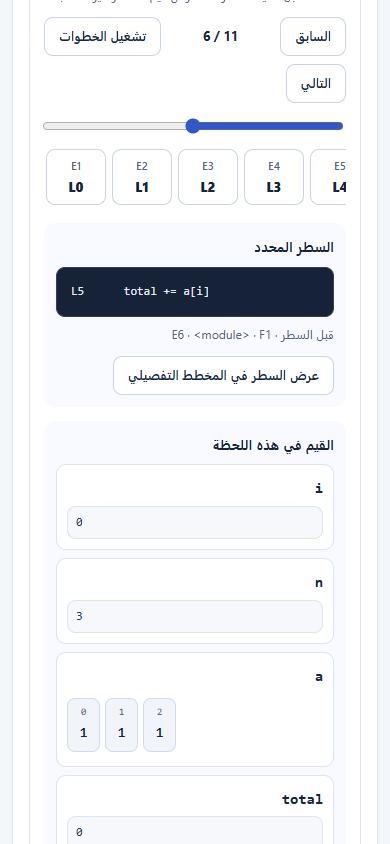 السابق 6 / 11 تشغيل الخطوات
التالي
E1 E2 E3 E4 E5
L0 L1 L2 L3 L4
السطر المحدد
L5 total += a[i]
قبل السطر · E6 · <module> · F1
عرض السطر في المخطط التفصيلي
القيم في هذه اللحظة
i
0
n
3
a
0 1 2
1 1 1
total
0